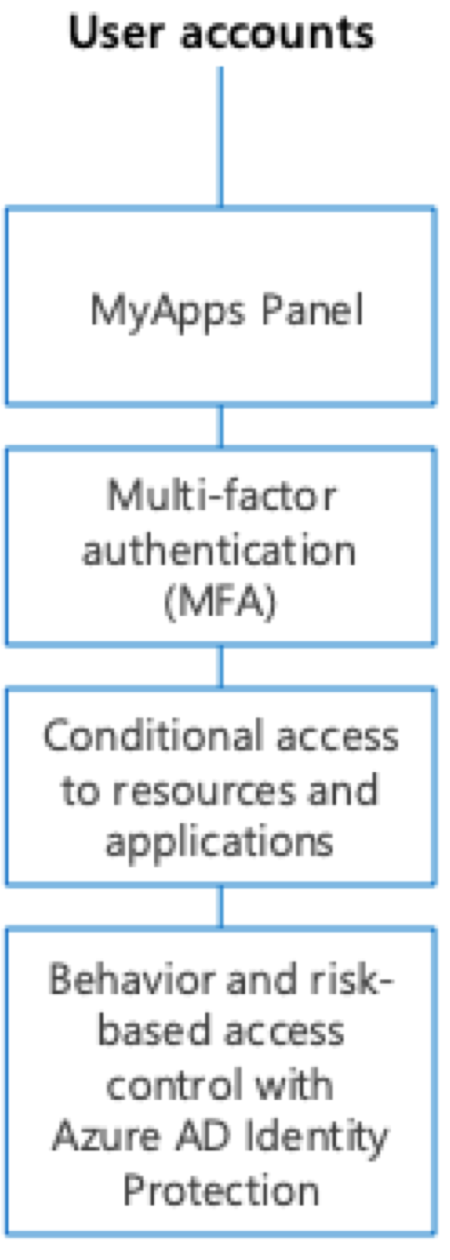 User accounts
MyApps Panel
Multi-factor
authentication
(MFA)
Conditional access
to resources and
applications
Behavior and risk-
based access
control with
Azure AD Identity
Protection